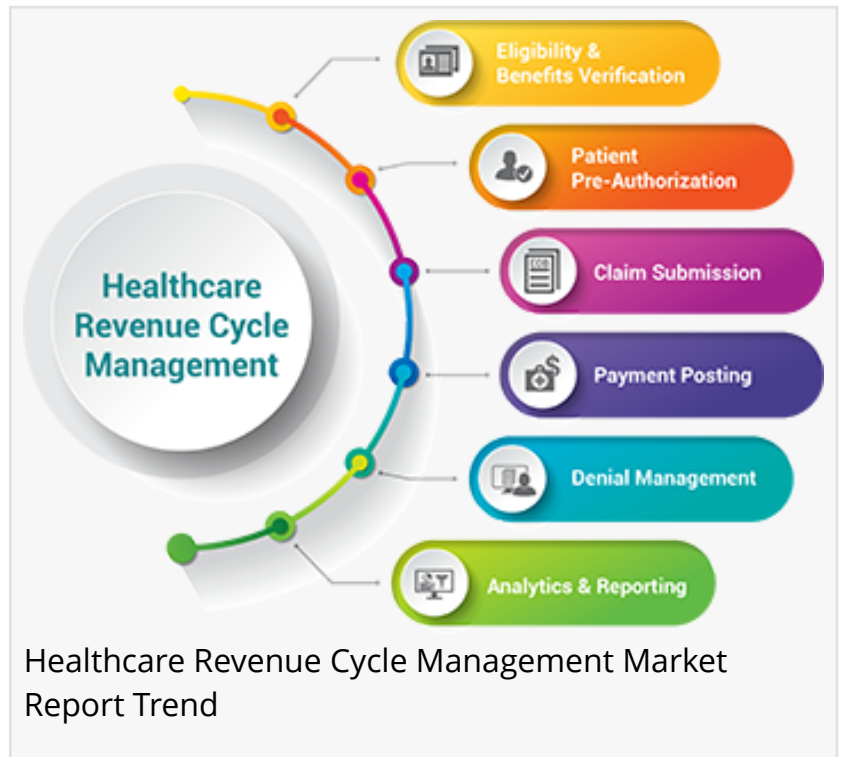 Eligibility &
Benefits Verification
Patient
Pre-Authorization
Healthcare
Revenue Cycle
Management
Claim Submission
Payment Posting
Denial Management
Analytics & Reporting
Healthcare Revenue Cycle Management Market
Report Trend